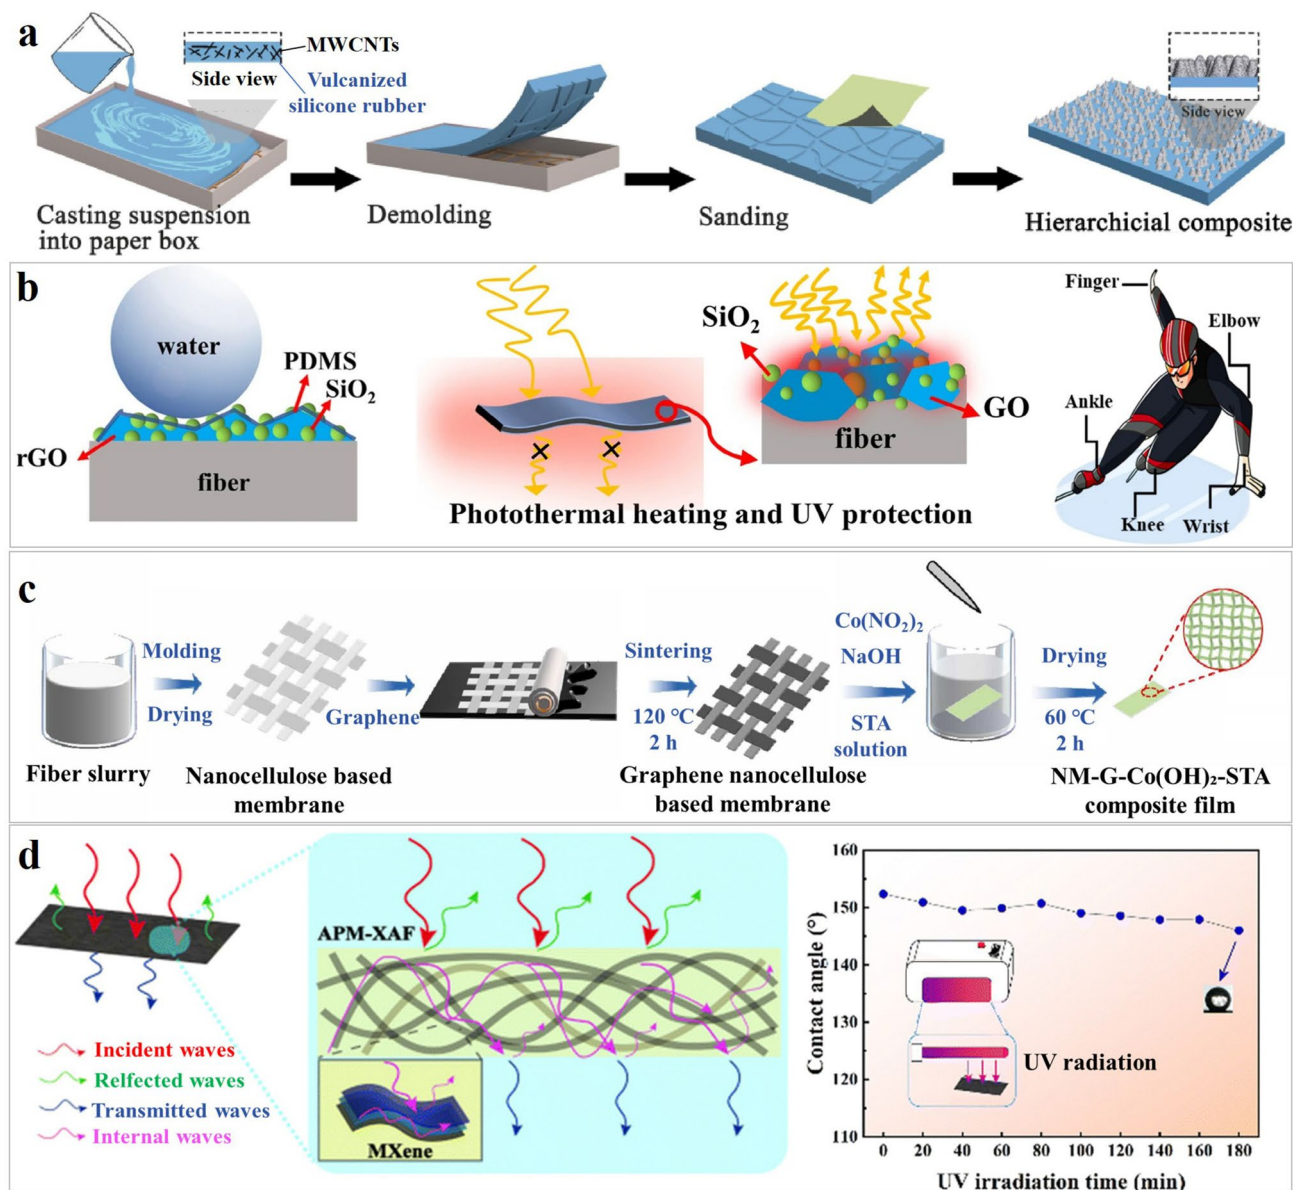 a
MWCNTs
Side view
Vulcanized
silicone rubber
Side view
Casting suspension
into paper box
Demolding
Sanding
Hierarchicial composite
b
water
PDMS
SiO₂
rGO
fiber
SiO₂
GO
fiber
Photothermal heating and UV protection
Finger
Elbow
Ankle
Knee
Wrist
c
Molding
Drying
Graphene
Sintering
120 °C
2 h
Co(NO₂)₂
NaOH
STA
solution
Drying
60 °C
2 h
Fiber slurry
Nanocellulose based
membrane
Graphene nanocellulose
based membrane
NM-G-Co(OH)₂-STA
composite film
d
APM-XAF
MXene
Incident waves
Relfected waves
Transmitted waves
Internal waves
Contact angle (°)
160
150
140
130
120
110
UV radiation
0 20 40 60 80 100 120 140 160 180
UV irradiation time (min)